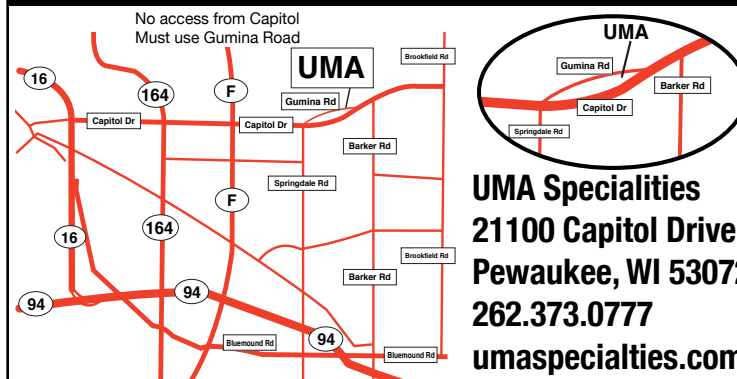 No access from Capitol
Must use Gumina Road
UMA
Brookfield Rd
16
164
F
Gumina Rd
Capitol Dr
Capitol Dr
Barker Rd
Springdale Rd
F
164
16
Brookfield Rd
Barker Rd
94
94
94
Bluemound Rd
Bluemound Rd
UMA
Gumina Rd
Barker Rd
Capitol Dr
Springdale Rd
UMA Specialities
21100 Capitol Drive
Pewaukee, WI 53072
262.373.0777
umaspecialties.com